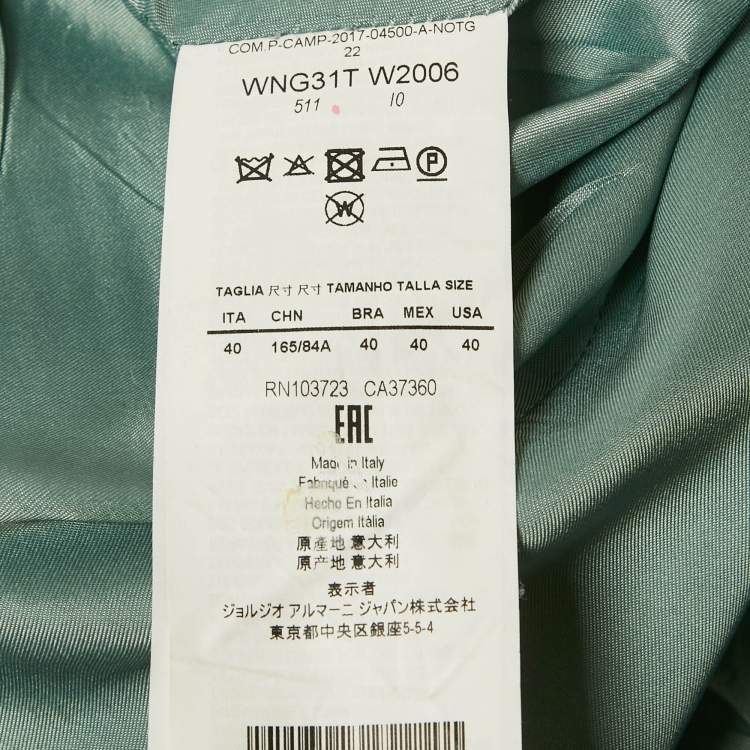 COM.P-CAMP-2017-04500-A-NOTG
22
WNG31T W2006
511 10
P
W
TAGLIA 尺寸 尺寸 TAMANHO TALLA SIZE
ITA CHN BRA MEX USA
40 165/84A 40 40 40
RN103723 CA37360
EAC
Made in Italy
Fabriqué en Italie
Hecho En Italia
Origem Itàlia
原產地 意大利
原产地 意大利
表示者
ジョルジオ アルマーニ ジャパン株式会社
東京都中央区銀座5-5-4